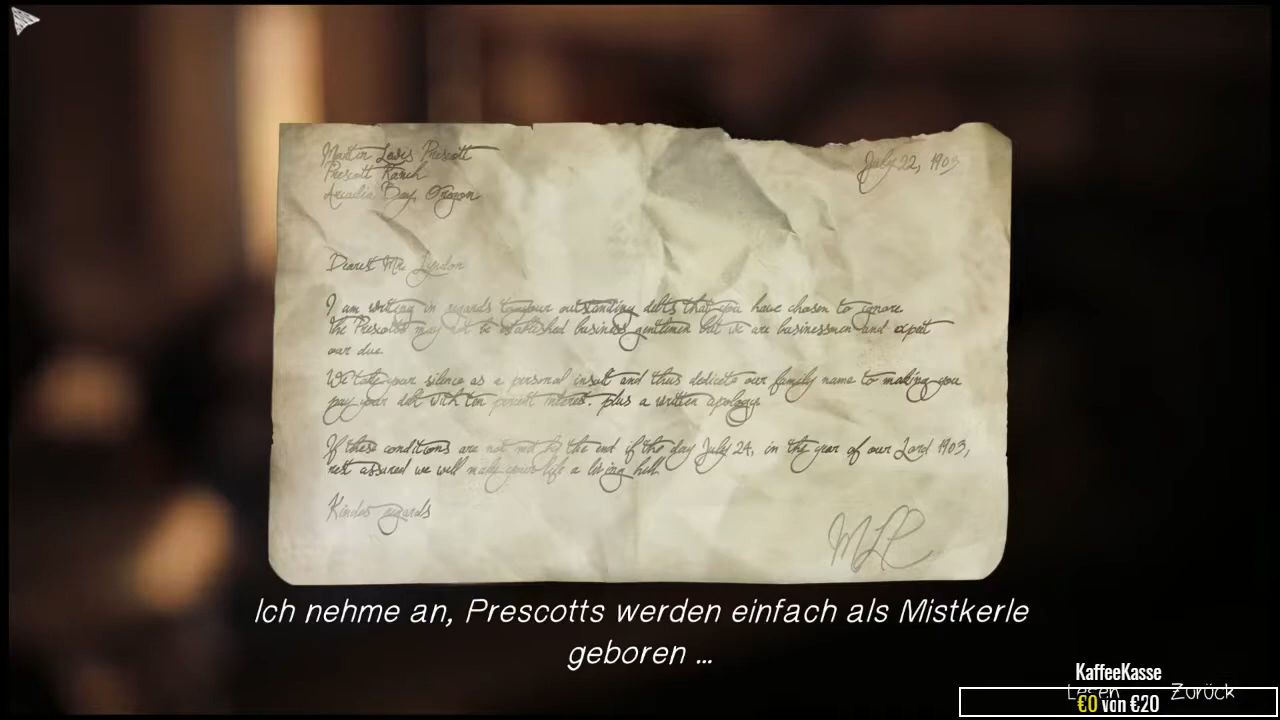 Martin Lewis Prescott
July 22, 1903
Prescott Ranch
Arcadia Bay, Oregon
Dearest Mr. Lyndon
I am writing in regards to your outstanding debts that you have chosen to ignore
the Prescotts may not be established business gentlemen but we are businessmen and expect
our due.
We take your silence as a personal insult and thus dedicate our family name to making you
pay your debt with ten percent interest. plus a written apology.
If these conditions are not met by the end if the day July 24, in the year of our Lord 1903,
rest assured we will make your life a living hell.
Kindest regards
MLP
Ich nehme an, Prescotts werden einfach als Mistkerle
geboren …
KaffeeKasse
Lesen Zurück
€0 von €20